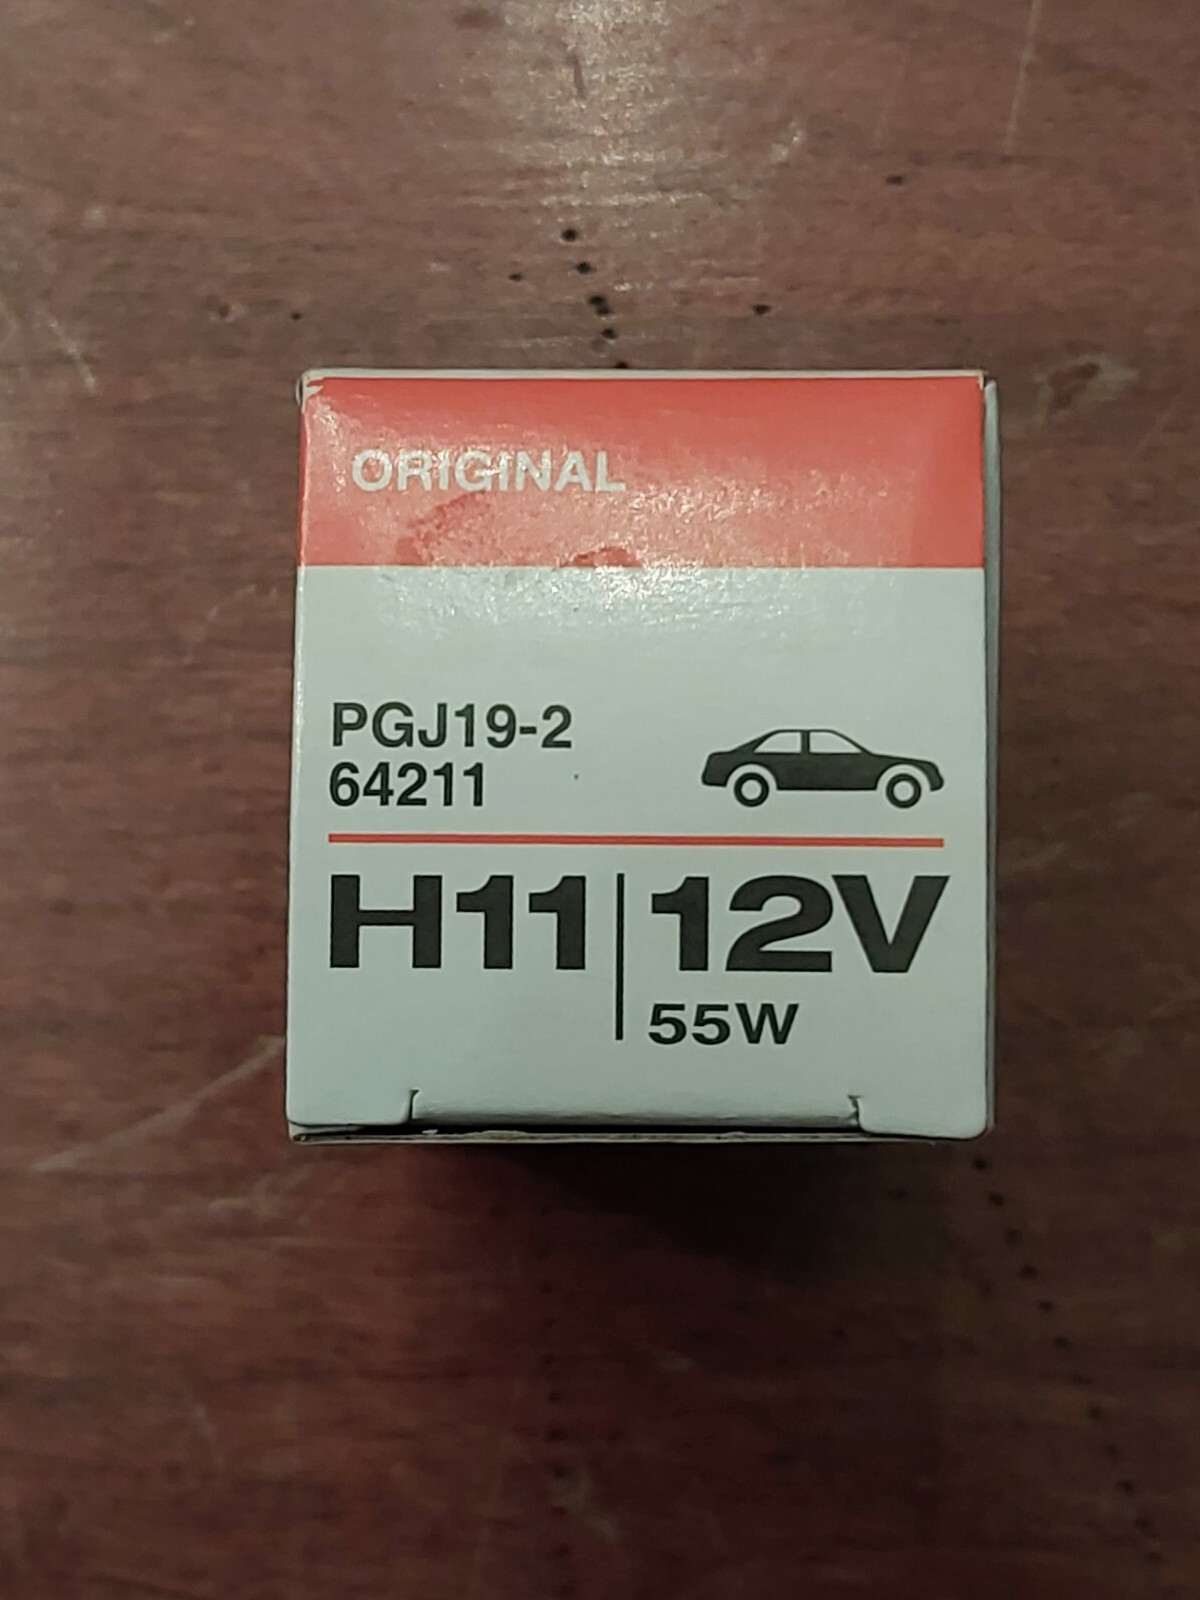 ORIGINAL
PGJ19-2
64211
H11 12V
55W